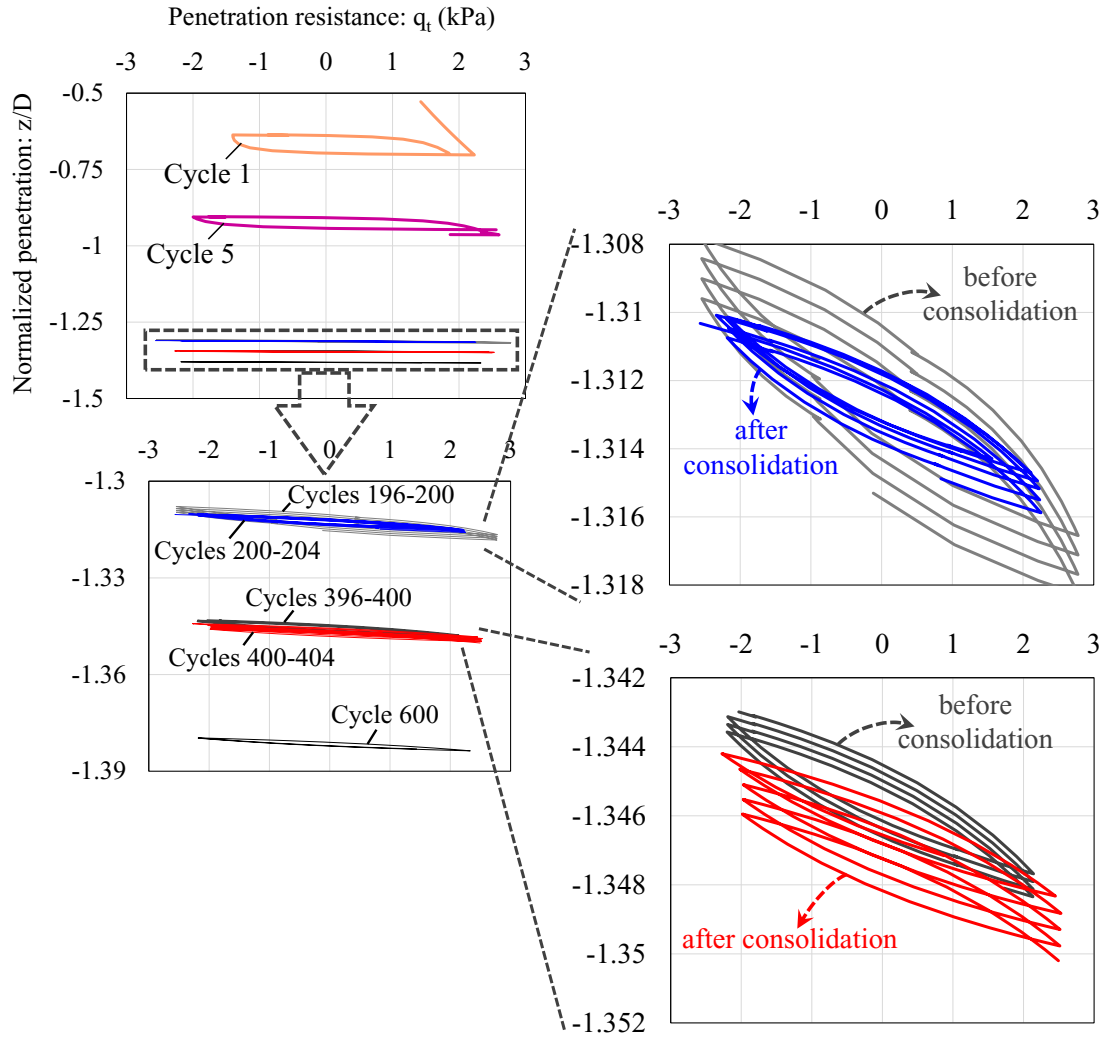 Penetration resistance: qt (kPa)
-3 -2 -1 0 1 2 3
Normalized penetration: z/D
-0.5
Cycle 1
-0.75
Cycle 5
-1
-1.25
-1.5
-3 -2 -1 0 1 2 3
-1.3
Cycles 196-200
Cycles 200-204
-1.33
Cycles 396-400
Cycles 400-404
-1.36
Cycle 600
-1.39
-3 -2 -1 0 1 2 3
-1.308
before
consolidation
-1.31
-1.312
after
consolidation
-1.314
-1.316
-1.318
-3 -2 -1 0 1 2 3
-1.342
before
consolidation
-1.344
-1.346
-1.348
after consolidation
-1.35
-1.352